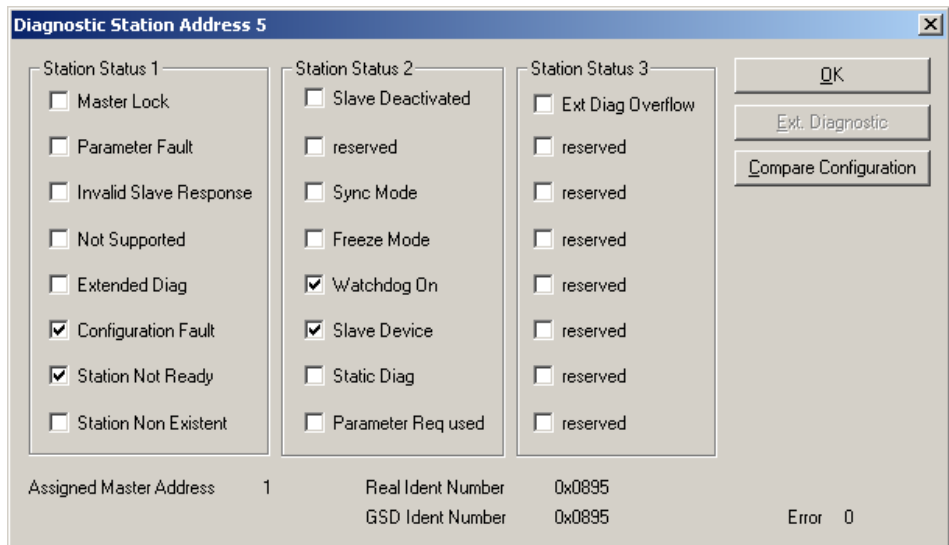 Diagnostic Station Address 5
Station Status 1
Master Lock
Parameter Fault
Invalid Slave Response
Not Supported
Extended Diag
Configuration Fault
Station Not Ready
Station Non Existent
Station Status 2
Slave Deactivated
reserved
Sync Mode
Freeze Mode
Watchdog On
Slave Device
Static Diag
Parameter Req used
Station Status 3
Ext Diag Overflow
reserved
reserved
reserved
reserved
reserved
reserved
reserved
OK
Ext. Diagnostic
Compare Configuration
Assigned Master Address 1
Real Ident Number 0x0895
GSD Ident Number 0x0895
Error 0